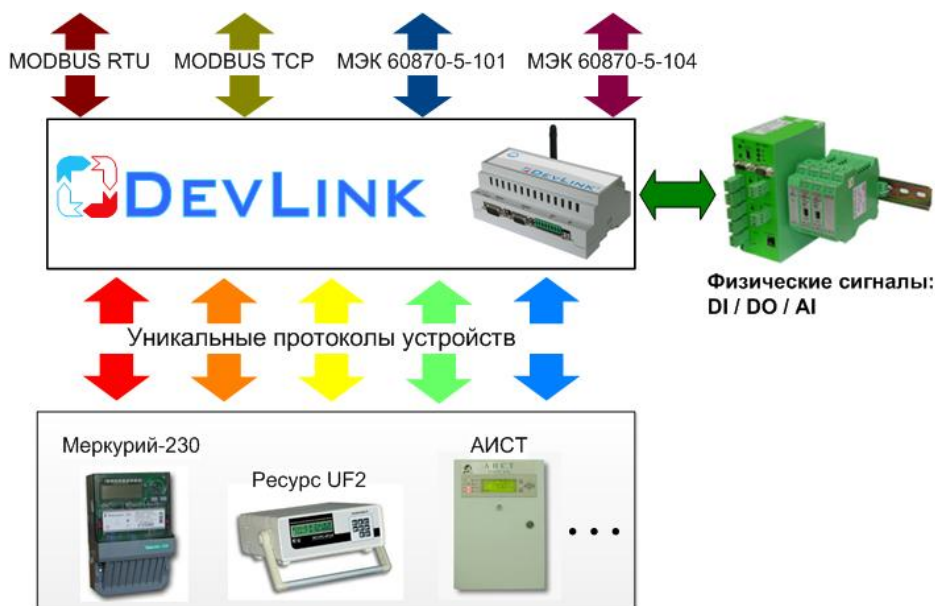 MODBUS RTU MODBUS TCP МЭК 60870-5-101 МЭК 60870-5-104
DEVLINK
Физические сигналы:
DI / DO / AI
Уникальные протоколы устройств
Меркурий-230
Ресурс UF2
АИСТ
АИСТ